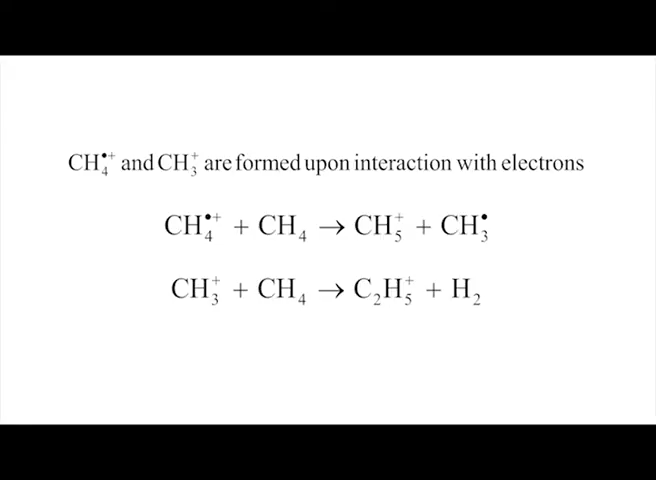 CH₄•⁺ and CH₃⁺ are formed upon interaction with electrons
CH₄•⁺ + CH₄ → CH₅⁺ + CH₃•
CH₃⁺ + CH₄ → C₂H₅⁺ + H₂